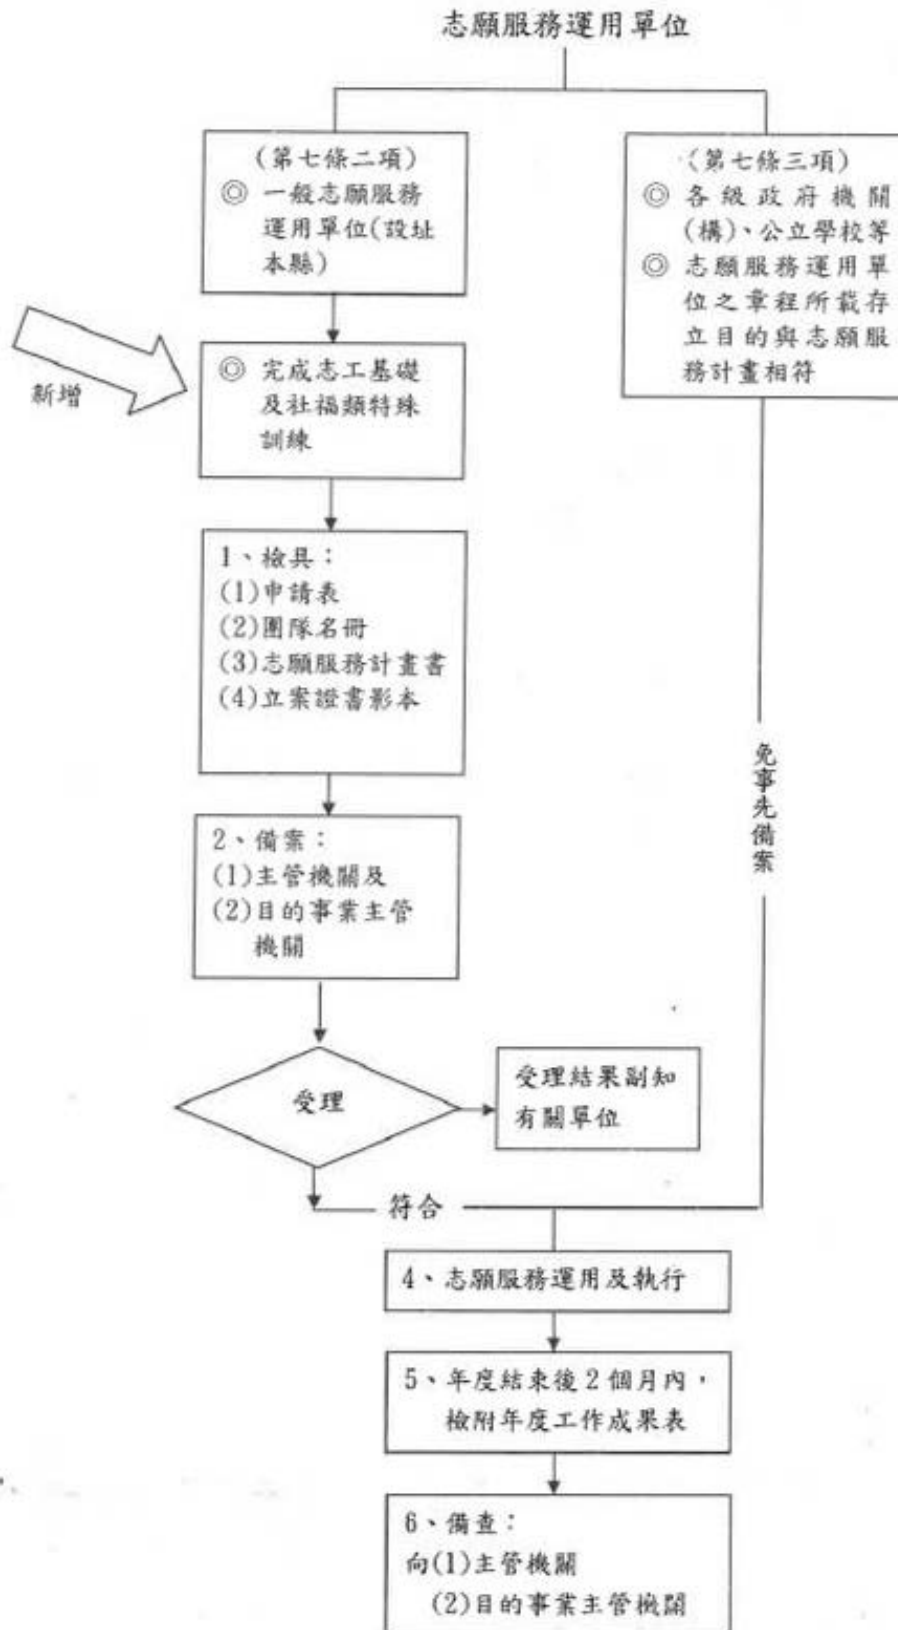 志願服務運用單位
(第七條二項)
◎ 一般志願服務
運用單位(設址
本縣)
(第七條三項)
◎ 各級政府機關
(構)、公立學校等
◎ 志願服務運用單
位之章程所載存
立目的與志願服
務計畫相符
新增
◎ 完成志工基礎
及社福類特殊
訓練
1、檢具：
(1)申請表
(2)團隊名冊
(3)志願服務計畫書
(4)立案證書影本
免事先備案
2、備案：
(1)主管機關及
(2)目的事業主管
機關
受理
受理結果副知
有關單位
符合
4、志願服務運用及執行
5、年度結束後2個月內，
檢附年度工作成果表
6、備查：
向(1)主管機關
(2)目的事業主管機關